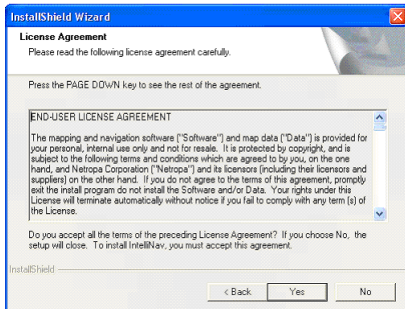 InstallShield Wizard
License Agreement
Please read the following license agreement carefully.
Press the PAGE DOWN key to see the rest of the agreement.
END-USER LICENSE AGREEMENT
The mapping and navigation software ("Software") and map data ("Data") is provided for
your personal, internal use only and not for resale. It is protected by copyright, and is
subject to the following terms and conditions which are agreed to by you, on the one
hand, and Netropa Corporation ("Netropa") and its licensors (including their licensors and
suppliers) on the other hand. If you do not agree to the terms of this agreement, promptly
exit the install program do not install the Software and/or Data. Your rights under this
License will terminate automatically without notice if you fail to comply with any term (s) of
the License.
Do you accept all the terms of the preceding License Agreement? If you choose No, the
setup will close. To install IntelliNav, you must accept this agreement.
InstallShield
< Back
Yes
No